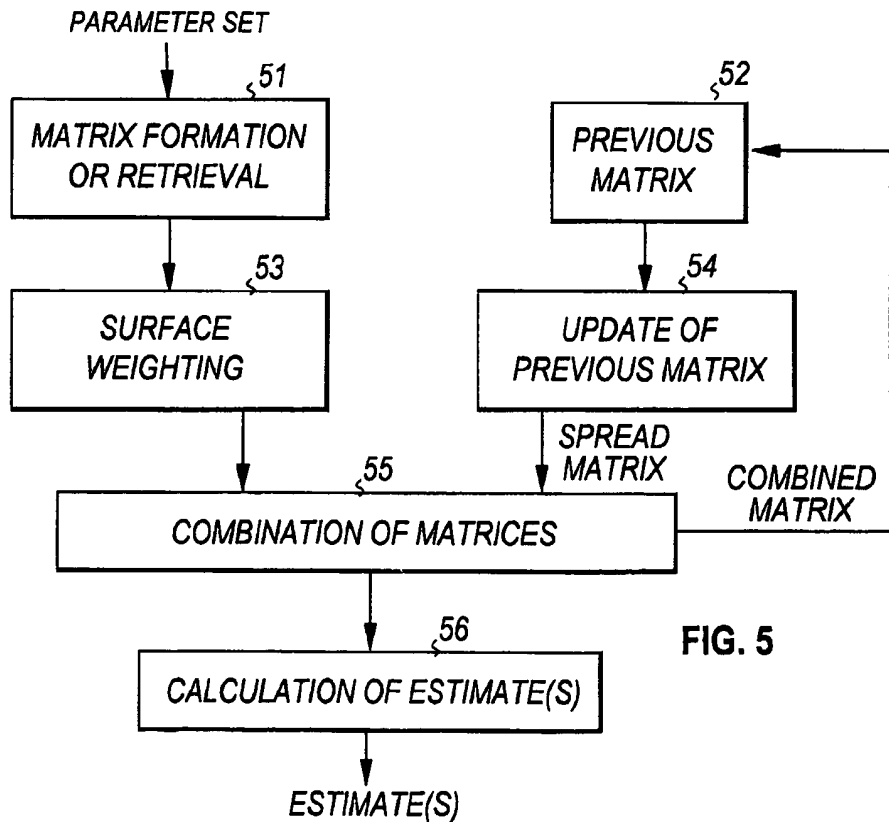 PARAMETER SET
51
MATRIX FORMATION
OR RETRIEVAL
52
PREVIOUS
MATRIX
53
SURFACE
WEIGHTING
54
UPDATE OF
PREVIOUS MATRIX
SPREAD
MATRIX
COMBINED
MATRIX
55
COMBINATION OF MATRICES
56
CALCULATION OF ESTIMATE(S)
FIG. 5
ESTIMATE(S)